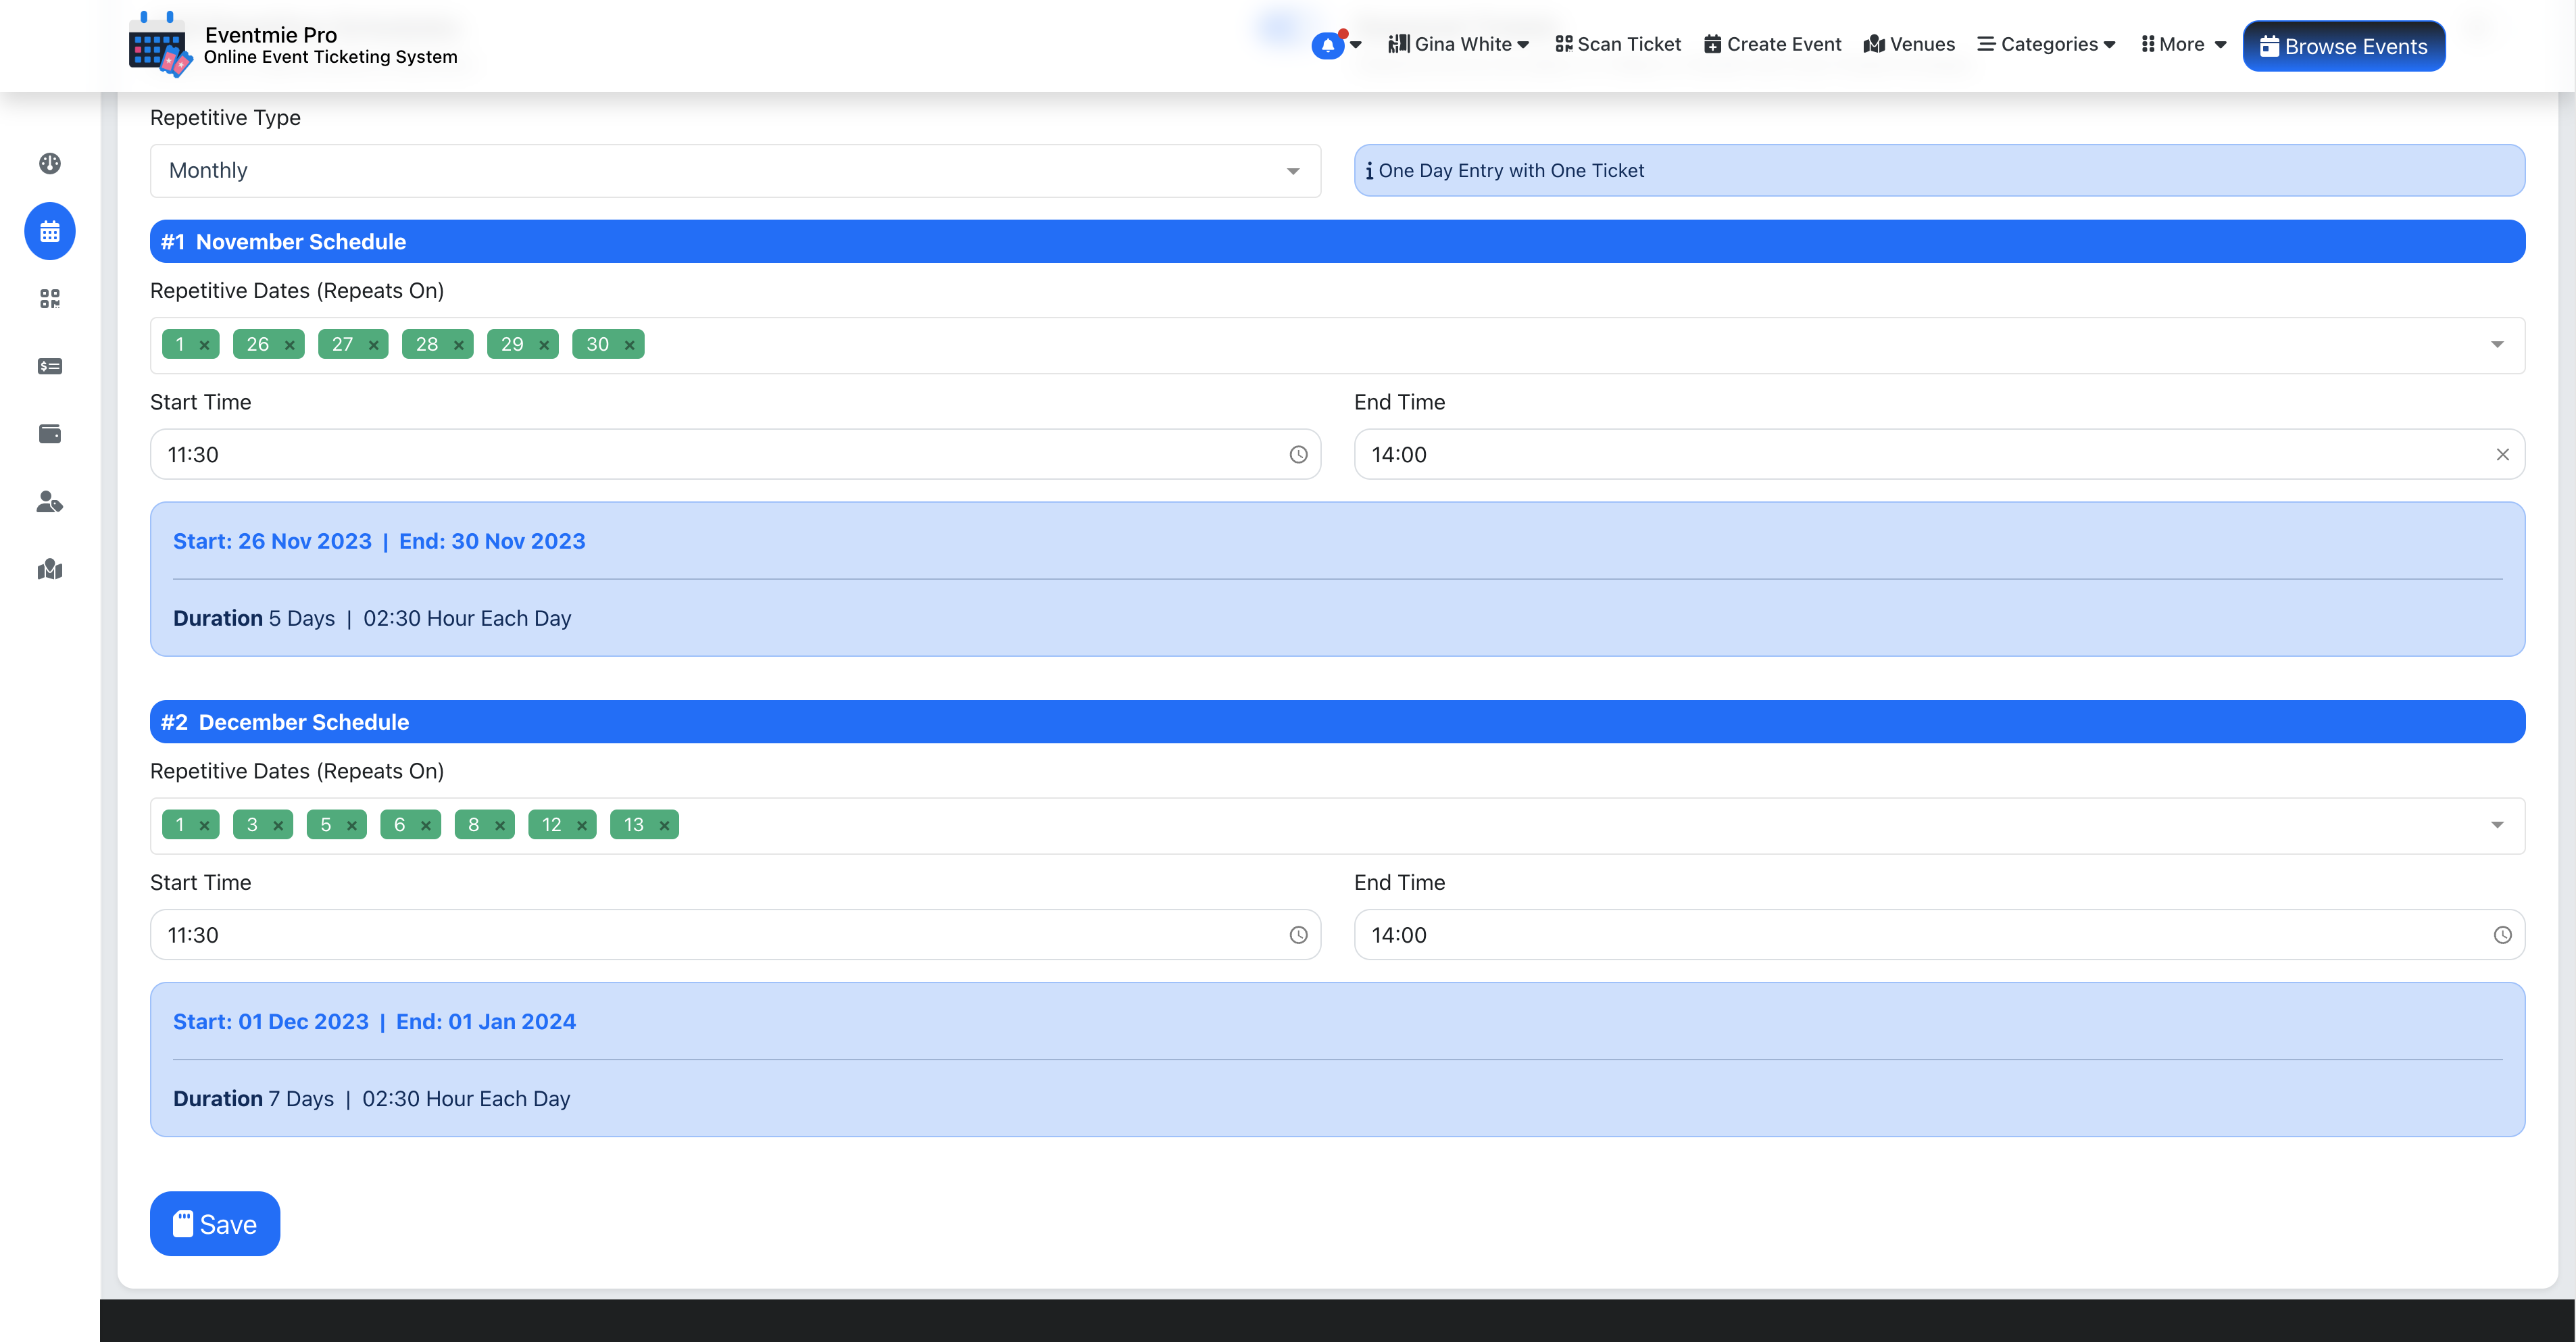 Eventmie Pro
Online Event Ticketing System
Gina White
Scan Ticket
Create Event
Venues
Categories
More
Browse Events
Repetitive Type
Monthly
One Day Entry with One Ticket
#1 November Schedule
Repetitive Dates (Repeats On)
1 × 26 × 27 × 28 × 29 × 30 ×
Start Time
End Time
11:30
14:00
Start: 26 Nov 2023 | End: 30 Nov 2023
Duration 5 Days | 02:30 Hour Each Day
#2 December Schedule
Repetitive Dates (Repeats On)
1 × 3 × 5 × 6 × 8 × 12 × 13 ×
Start Time
End Time
11:30
14:00
Start: 01 Dec 2023 | End: 01 Jan 2024
Duration 7 Days | 02:30 Hour Each Day
Save